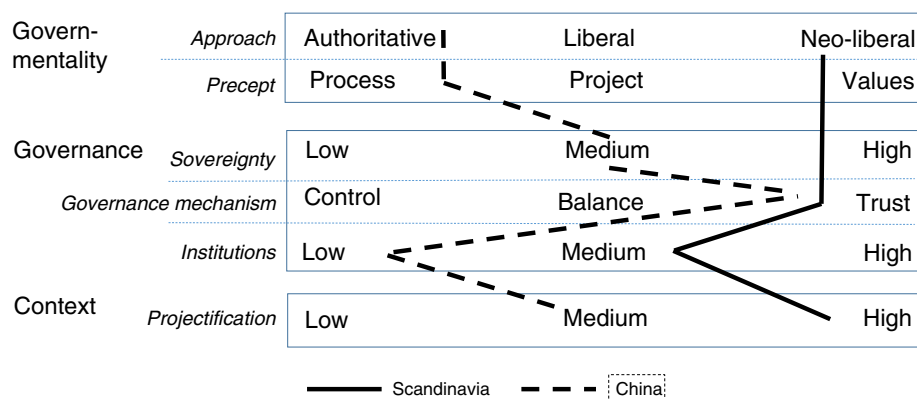 Govern-
mentality
Approach Authoritative Liberal Neo-liberal
Precept Process Project Values
Governance
Sovereignty Low Medium High
Governance mechanism Control Balance Trust
Institutions Low Medium High
Context
Projectification Low Medium High
Scandinavia China